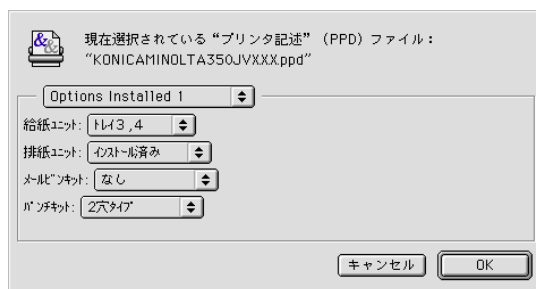 現在選択されている“プリンタ記述”（PPD）ファイル：
“KONICAMINOLTA350JVXXX.ppd”
Options Installed 1
給紙ﾕﾆｯﾄ: ﾄﾚｲ3,4
排紙ﾕﾆｯﾄ: ｲﾝｽﾄｰﾙ済み
ﾒｰﾙﾋﾞﾝｷｯﾄ: なし
ﾊﾟﾝﾁｷｯﾄ: 2穴ﾀｲﾌﾟ
キャンセル OK